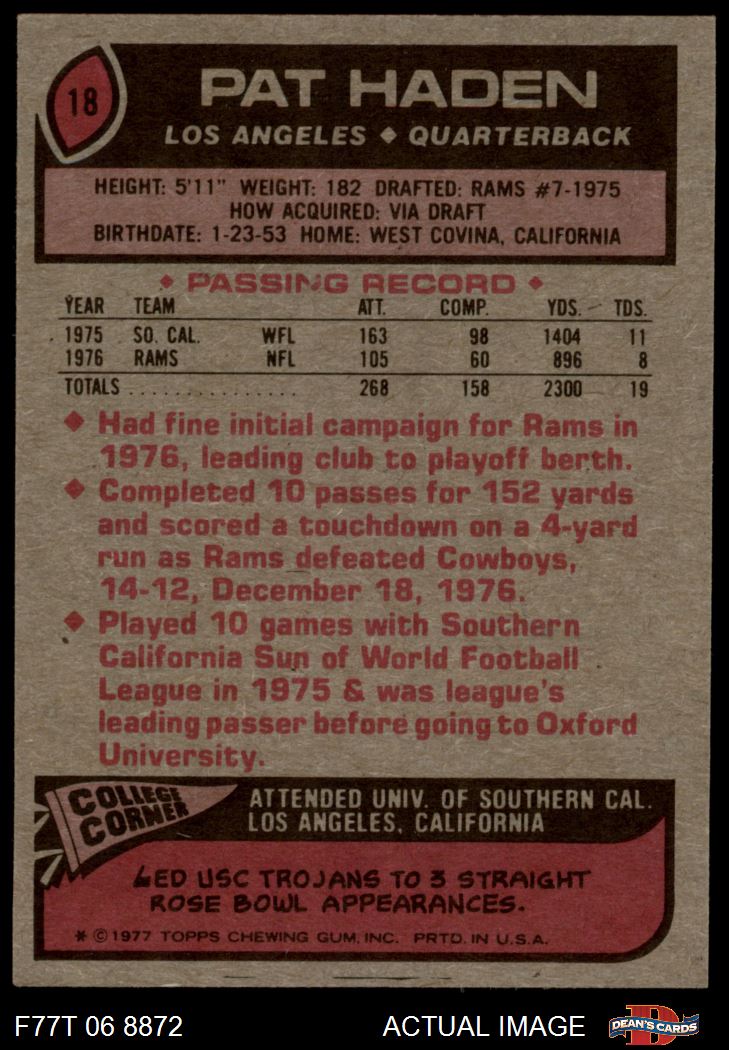 18
PAT HADEN
LOS ANGELES ◆ QUARTERBACK
HEIGHT: 5'11" WEIGHT: 182 DRAFTED: RAMS #7-1975
HOW ACQUIRED: VIA DRAFT
BIRTHDATE: 1-23-53 HOME: WEST COVINA, CALIFORNIA
◆ PASSING RECORD ◆
YEAR TEAM ATT. COMP. YDS. TDS.
1975 SO. CAL. WFL 163 98 1404 11
1976 RAMS NFL 105 60 896 8
TOTALS ................ 268 158 2300 19
◆ Had fine initial campaign for Rams in
1976, leading club to playoff berth.
◆ Completed 10 passes for 152 yards
and scored a touchdown on a 4-yard
run as Rams defeated Cowboys,
14-12, December 18, 1976.
◆ Played 10 games with Southern
California Sun of World Football
League in 1975 & was league's
leading passer before going to Oxford
University.
COLLEGE
CORNER
ATTENDED UNIV. OF SOUTHERN CAL.
LOS ANGELES, CALIFORNIA
LED USC TROJANS TO 3 STRAIGHT
ROSE BOWL APPEARANCES.
* © 1977 TOPPS CHEWING GUM, INC. PRTD. IN U.S.A.
F77T 06 8872 ACTUAL IMAGE
D
DEAN'S CARDS